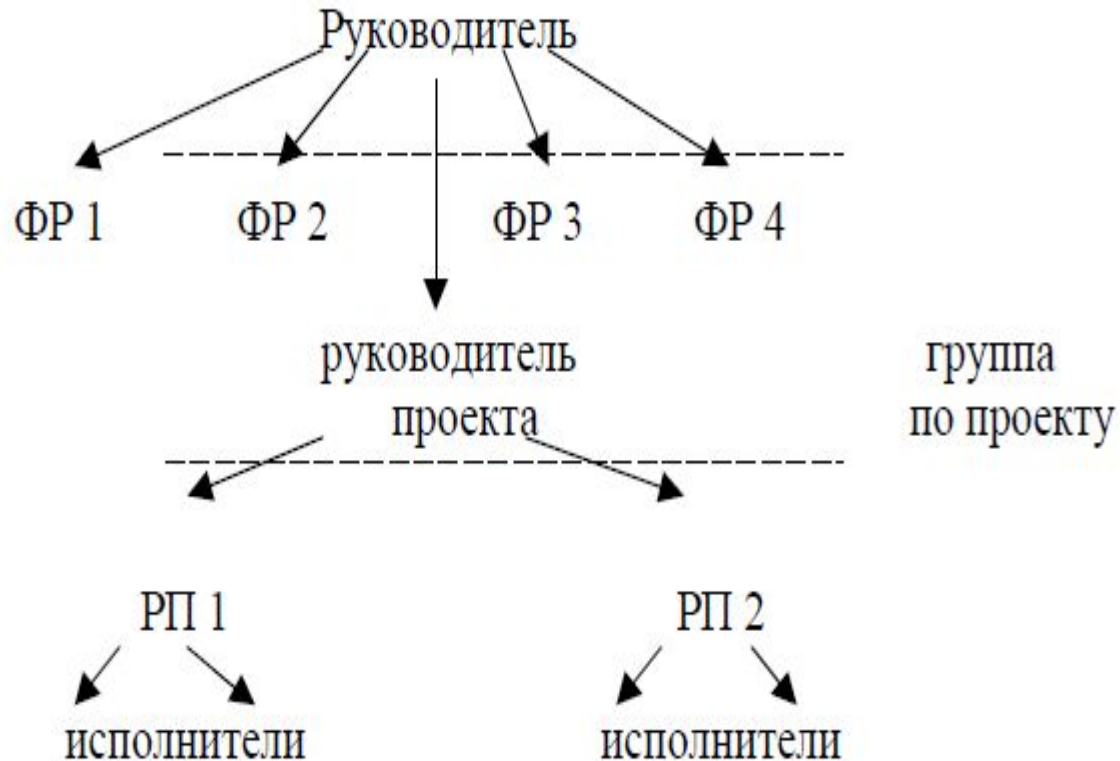 Руководитель
ФР 1 ФР 2 ФР 3 ФР 4
руководитель группа
проекта по проекту
РП 1 РП 2
исполнители исполнители